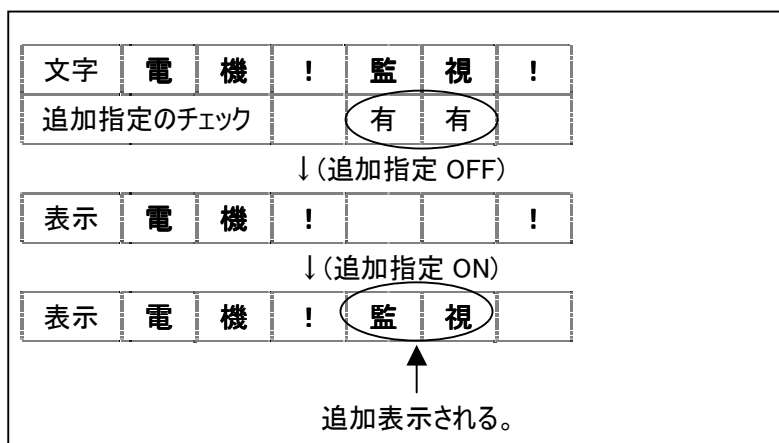 文字 電 機 ! 監 視 !
追加指定のチェック 有 有
↓(追加指定 OFF)
表示 電 機 ! !
↓(追加指定 ON)
表示 電 機 ! 監 視
追加表示される。